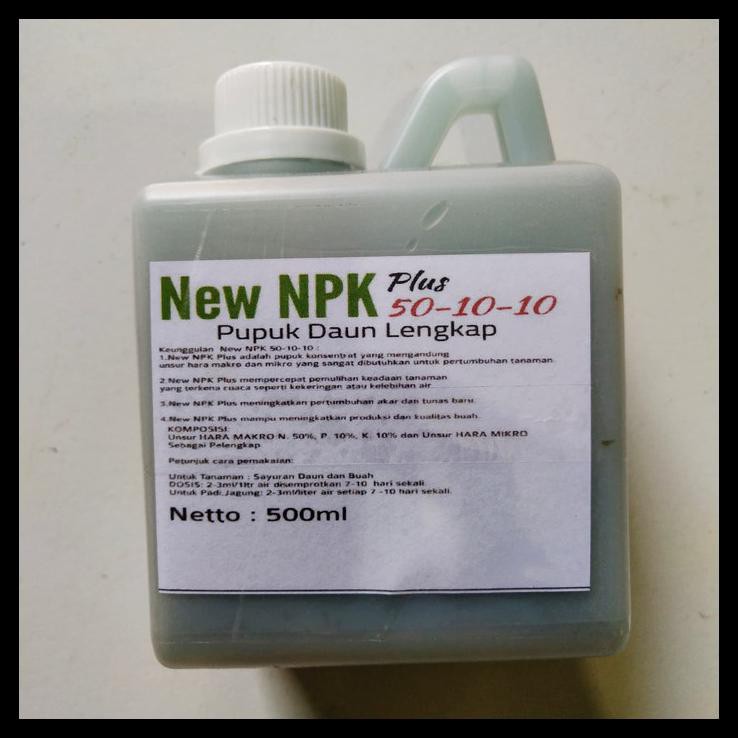 New NPK Plus 50-10-10
Pupuk Daun Lengkap
Keunggulan New NPK 50-10-10 :
1.New NPK Plus adalah pupuk konsentrat yang mengandung
unsur hara makro dan mikro yang sangat dibutuhkan untuk pertumbuhan tanaman.
2.New NPK Plus mempercepat pemulihan keadaan tanaman
yang terkena cuaca seperti kekeringan atau kelebihan air
3.New NPK Plus meningkatkan pertumbuhan akar dan tunas baru.
4.New NPK Plus mampu meningkatkan produksi dan kualitas buah.
KOMPOSISI:
Unsur HARA MAKRO N. 50%, P. 10%, K. 10% dan Unsur HARA MIKRO
Sebagai Pelengkap
Petunjuk cara pemakaian:
Untuk Tanaman : Sayuran Daun dan Buah
DOSIS: 2-3ml/1ltr air disemprotkan 7-10 hari sekali.
Untuk Padi,Jagung: 2-3ml/liter air setiap 7 -10 hari sekali.
Netto : 500ml